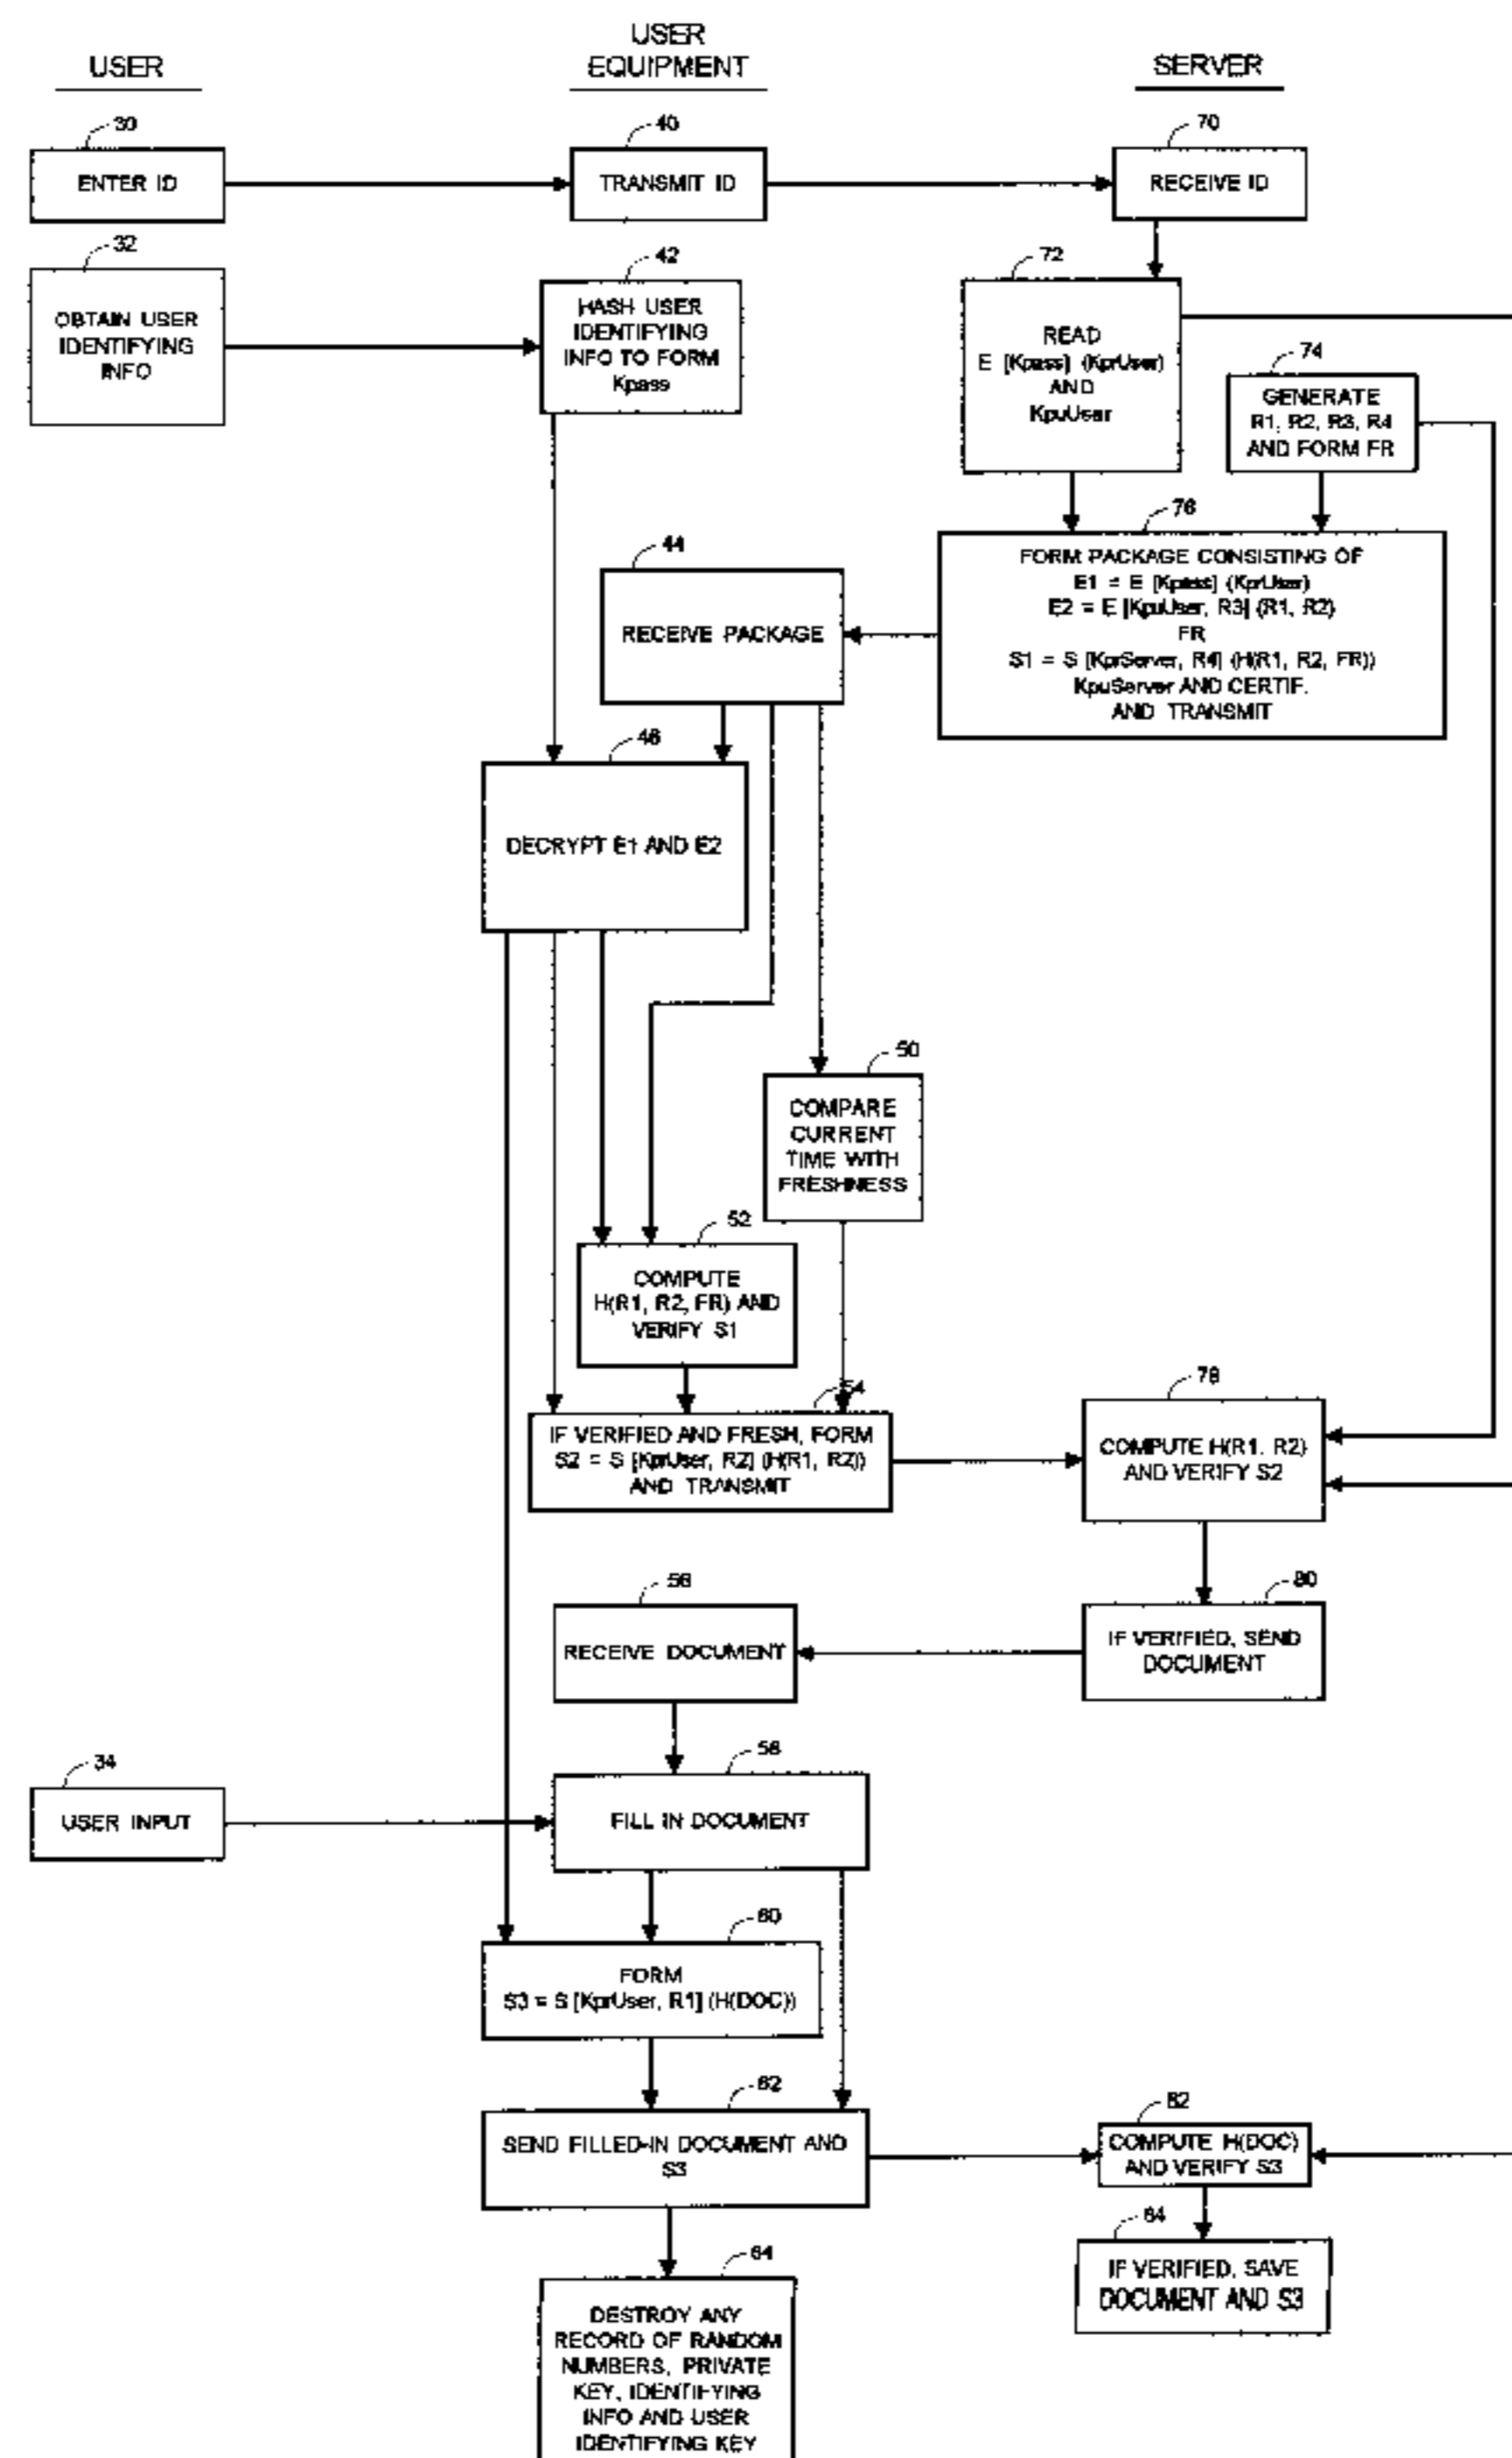 USER
USER
EQUIPMENT
SERVER
30
ENTER ID
40
TRANSMIT ID
70
RECEIVE ID
32
OBTAIN USER
IDENTIFYING
INFO
42
HASH USER
IDENTIFYING
INFO TO FORM
Kpass
72
READ
E [Kpass] (KprUser)
AND
KpuUser
74
GENERATE
R1, R2, R3, R4
AND FORM FR
76
FORM PACKAGE CONSISTING OF
E1 = E [Kpass] (KprUser)
E2 = E [KpuUser, R3] (R1, R2)
FR
S1 = S [KprServer, R4] (H(R1, R2, FR))
KpuServer AND CERTIF.
AND TRANSMIT
44
RECEIVE PACKAGE
46
DECRYPT E1 AND E2
50
COMPARE
CURRENT
TIME WITH
FRESHNESS
52
COMPUTE
H(R1, R2, FR) AND
VERIFY S1
54
IF VERIFIED AND FRESH, FORM
S2 = S [KprUser, R2] (H(R1, R2))
AND TRANSMIT
78
COMPUTE H(R1, R2)
AND VERIFY S2
80
IF VERIFIED, SEND
DOCUMENT
56
RECEIVE DOCUMENT
34
USER INPUT
58
FILL IN DOCUMENT
60
FORM
S3 = S [KprUser, R1] (H(DOC))
62
SEND FILLED-IN DOCUMENT AND
S3
82
COMPUTE H(DOC)
AND VERIFY S3
84
IF VERIFIED, SAVE
DOCUMENT AND S3
64
DESTROY ANY
RECORD OF RANDOM
NUMBERS, PRIVATE
KEY, IDENTIFYING
INFO AND USER
IDENTIFYING KEY